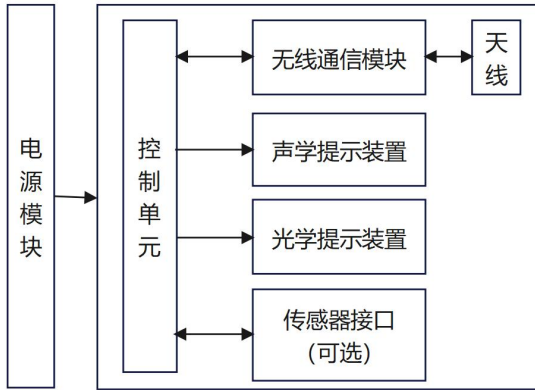 电源模块
控制单元
无线通信模块
天线
声学提示装置
光学提示装置
传感器接口
(可选)